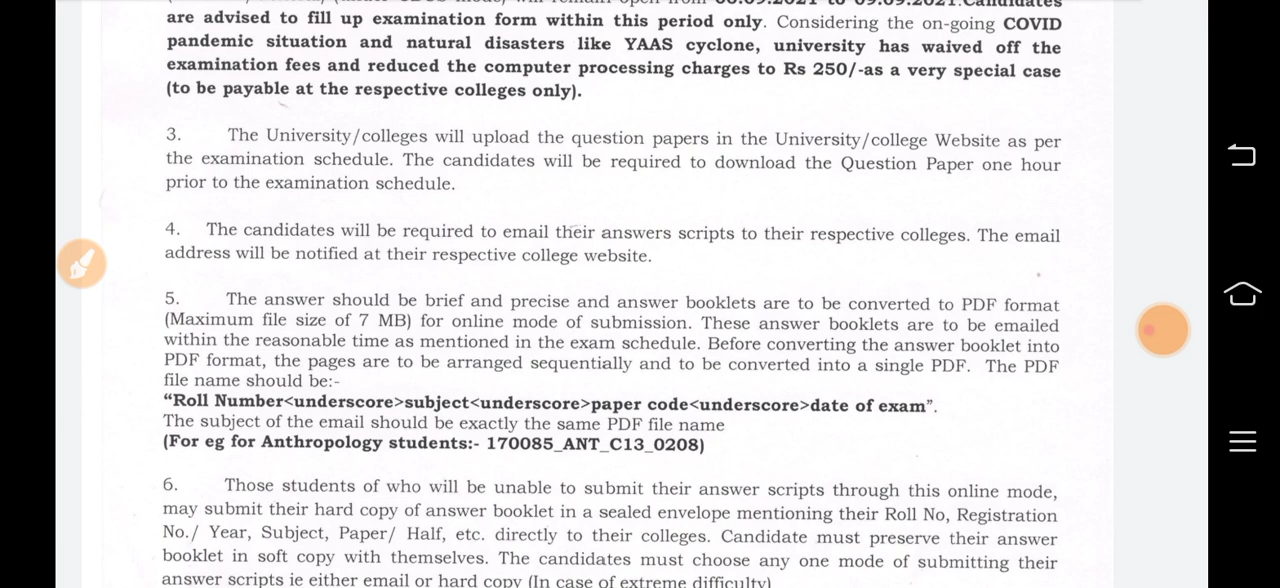 are advised to fill up examination form within this period only. Considering the on-going COVID
pandemic situation and natural disasters like YAAS cyclone, university has waived off the
examination fees and reduced the computer processing charges to Rs 250/-as a very special case
(to be payable at the respective colleges only).
3. The University/colleges will upload the question papers in the University/college Website as per
the examination schedule. The candidates will be required to download the Question Paper one hour
prior to the examination schedule.
4. The candidates will be required to email their answers scripts to their respective colleges. The email
address will be notified at their respective college website.
5. The answer should be brief and precise and answer booklets are to be converted to PDF format
(Maximum file size of 7 MB) for online mode of submission. These answer booklets are to be emailed
within the reasonable time as mentioned in the exam schedule. Before converting the answer booklet into
PDF format, the pages are to be arranged sequentially and to be converted into a single PDF. The PDF
file name should be:-
“Roll Number<underscore>subject<underscore>paper code<underscore>date of exam”.
The subject of the email should be exactly the same PDF file name
(For eg for Anthropology students:- 170085_ANT_C13_0208)
6. Those students of who will be unable to submit their answer scripts through this online mode,
may submit their hard copy of answer booklet in a sealed envelope mentioning their Roll No, Registration
No./ Year, Subject, Paper/ Half, etc. directly to their colleges. Candidate must preserve their answer
booklet in soft copy with themselves. The candidates must choose any one mode of submitting their
answer scripts ie either email or hard copy (In case of extreme difficulty)